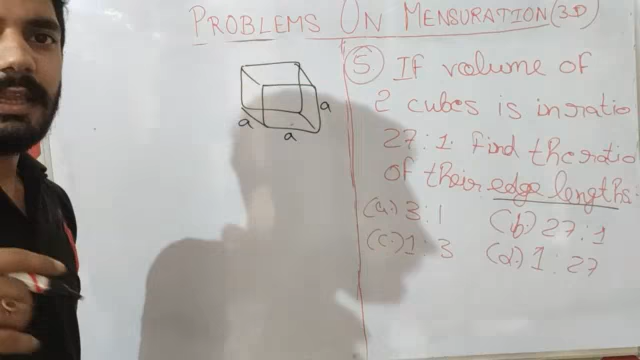 PROBLEMS ON MENSURATION (3D)
a
a
a
5 If volume of
2 cubes is in ratio
27:1. Find the ratio
of their edge lengths.
(a.) 3:1 (b.) 27:1
(c.) 1:3 (d.) 1:27